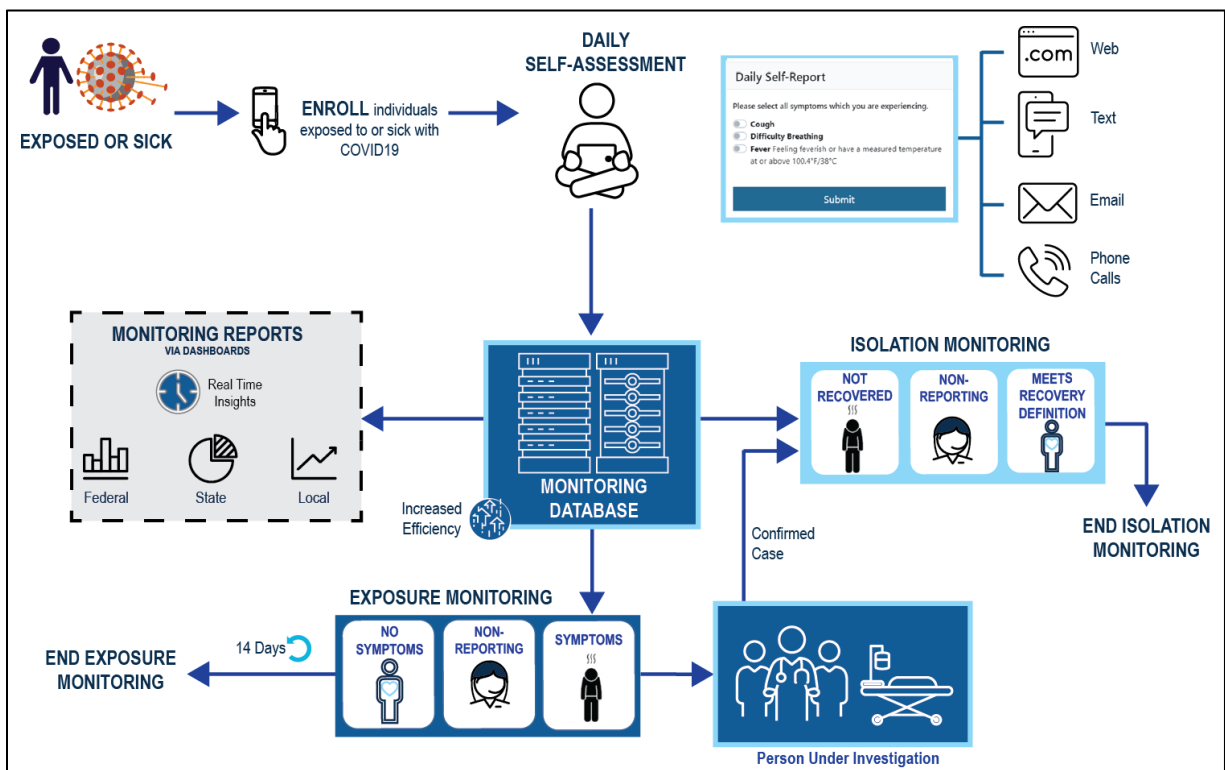 EXPOSED OR SICK
ENROLL individuals
exposed to or sick with
COVID19
DAILY
SELF-ASSESSMENT
Daily Self-Report
Please select all symptoms which you are experiencing.
Cough
Difficulty Breathing
Fever Feeling feverish or have a measured temperature
at or above 100.4°F/38°C
Submit
.com
Web
Text
Email
Phone
Calls
MONITORING REPORTS
VIA DASHBOARDS
Real Time
Insights
Federal
State
Local
MONITORING
DATABASE
Increased
Efficiency
ISOLATION MONITORING
NOT
RECOVERED
NON-
REPORTING
MEETS
RECOVERY
DEFINITION
END ISOLATION
MONITORING
Confirmed
Case
EXPOSURE MONITORING
NO
SYMPTOMS
NON-
REPORTING
SYMPTOMS
14 Days
END EXPOSURE
MONITORING
Person Under Investigation